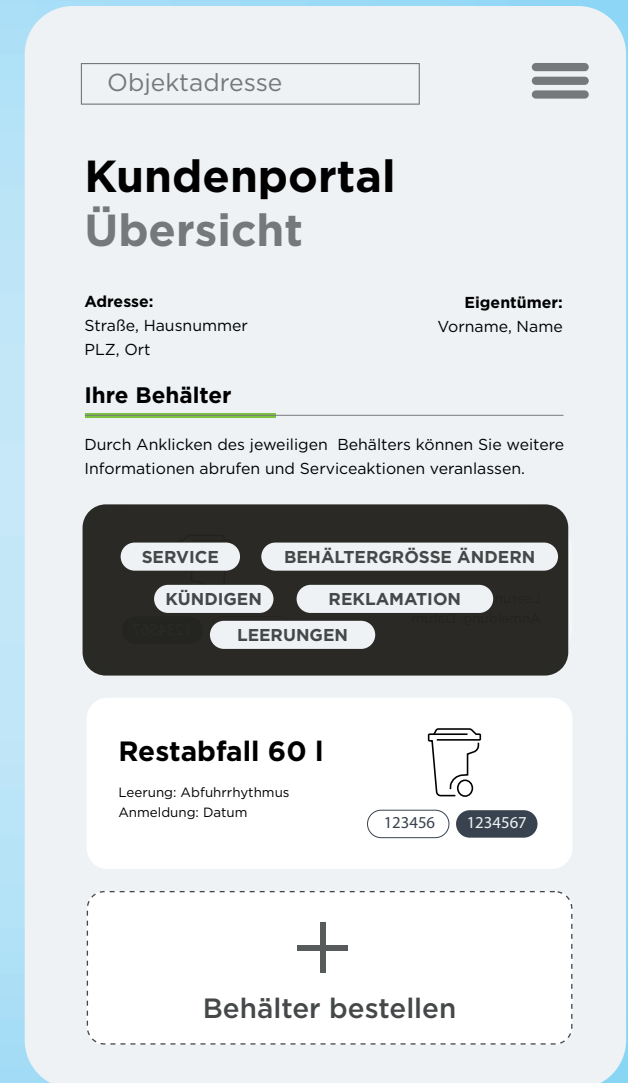 Objektadresse
Kundenportal
Übersicht
Adresse:
Straße, Hausnummer
PLZ, Ort
Eigentümer:
Vorname, Name
Ihre Behälter
Durch Anklicken des jeweiligen Behälters können Sie weitere
Informationen abrufen und Serviceaktionen veranlassen.
SERVICE BEHÄLTERGRÖSSE ÄNDERN
KÜNDIGEN REKLAMATION
LEERUNGEN
Restabfall 60 l
Leerung: Abfuhrrhythmus
Anmeldung: Datum
123456 1234567
Behälter bestellen